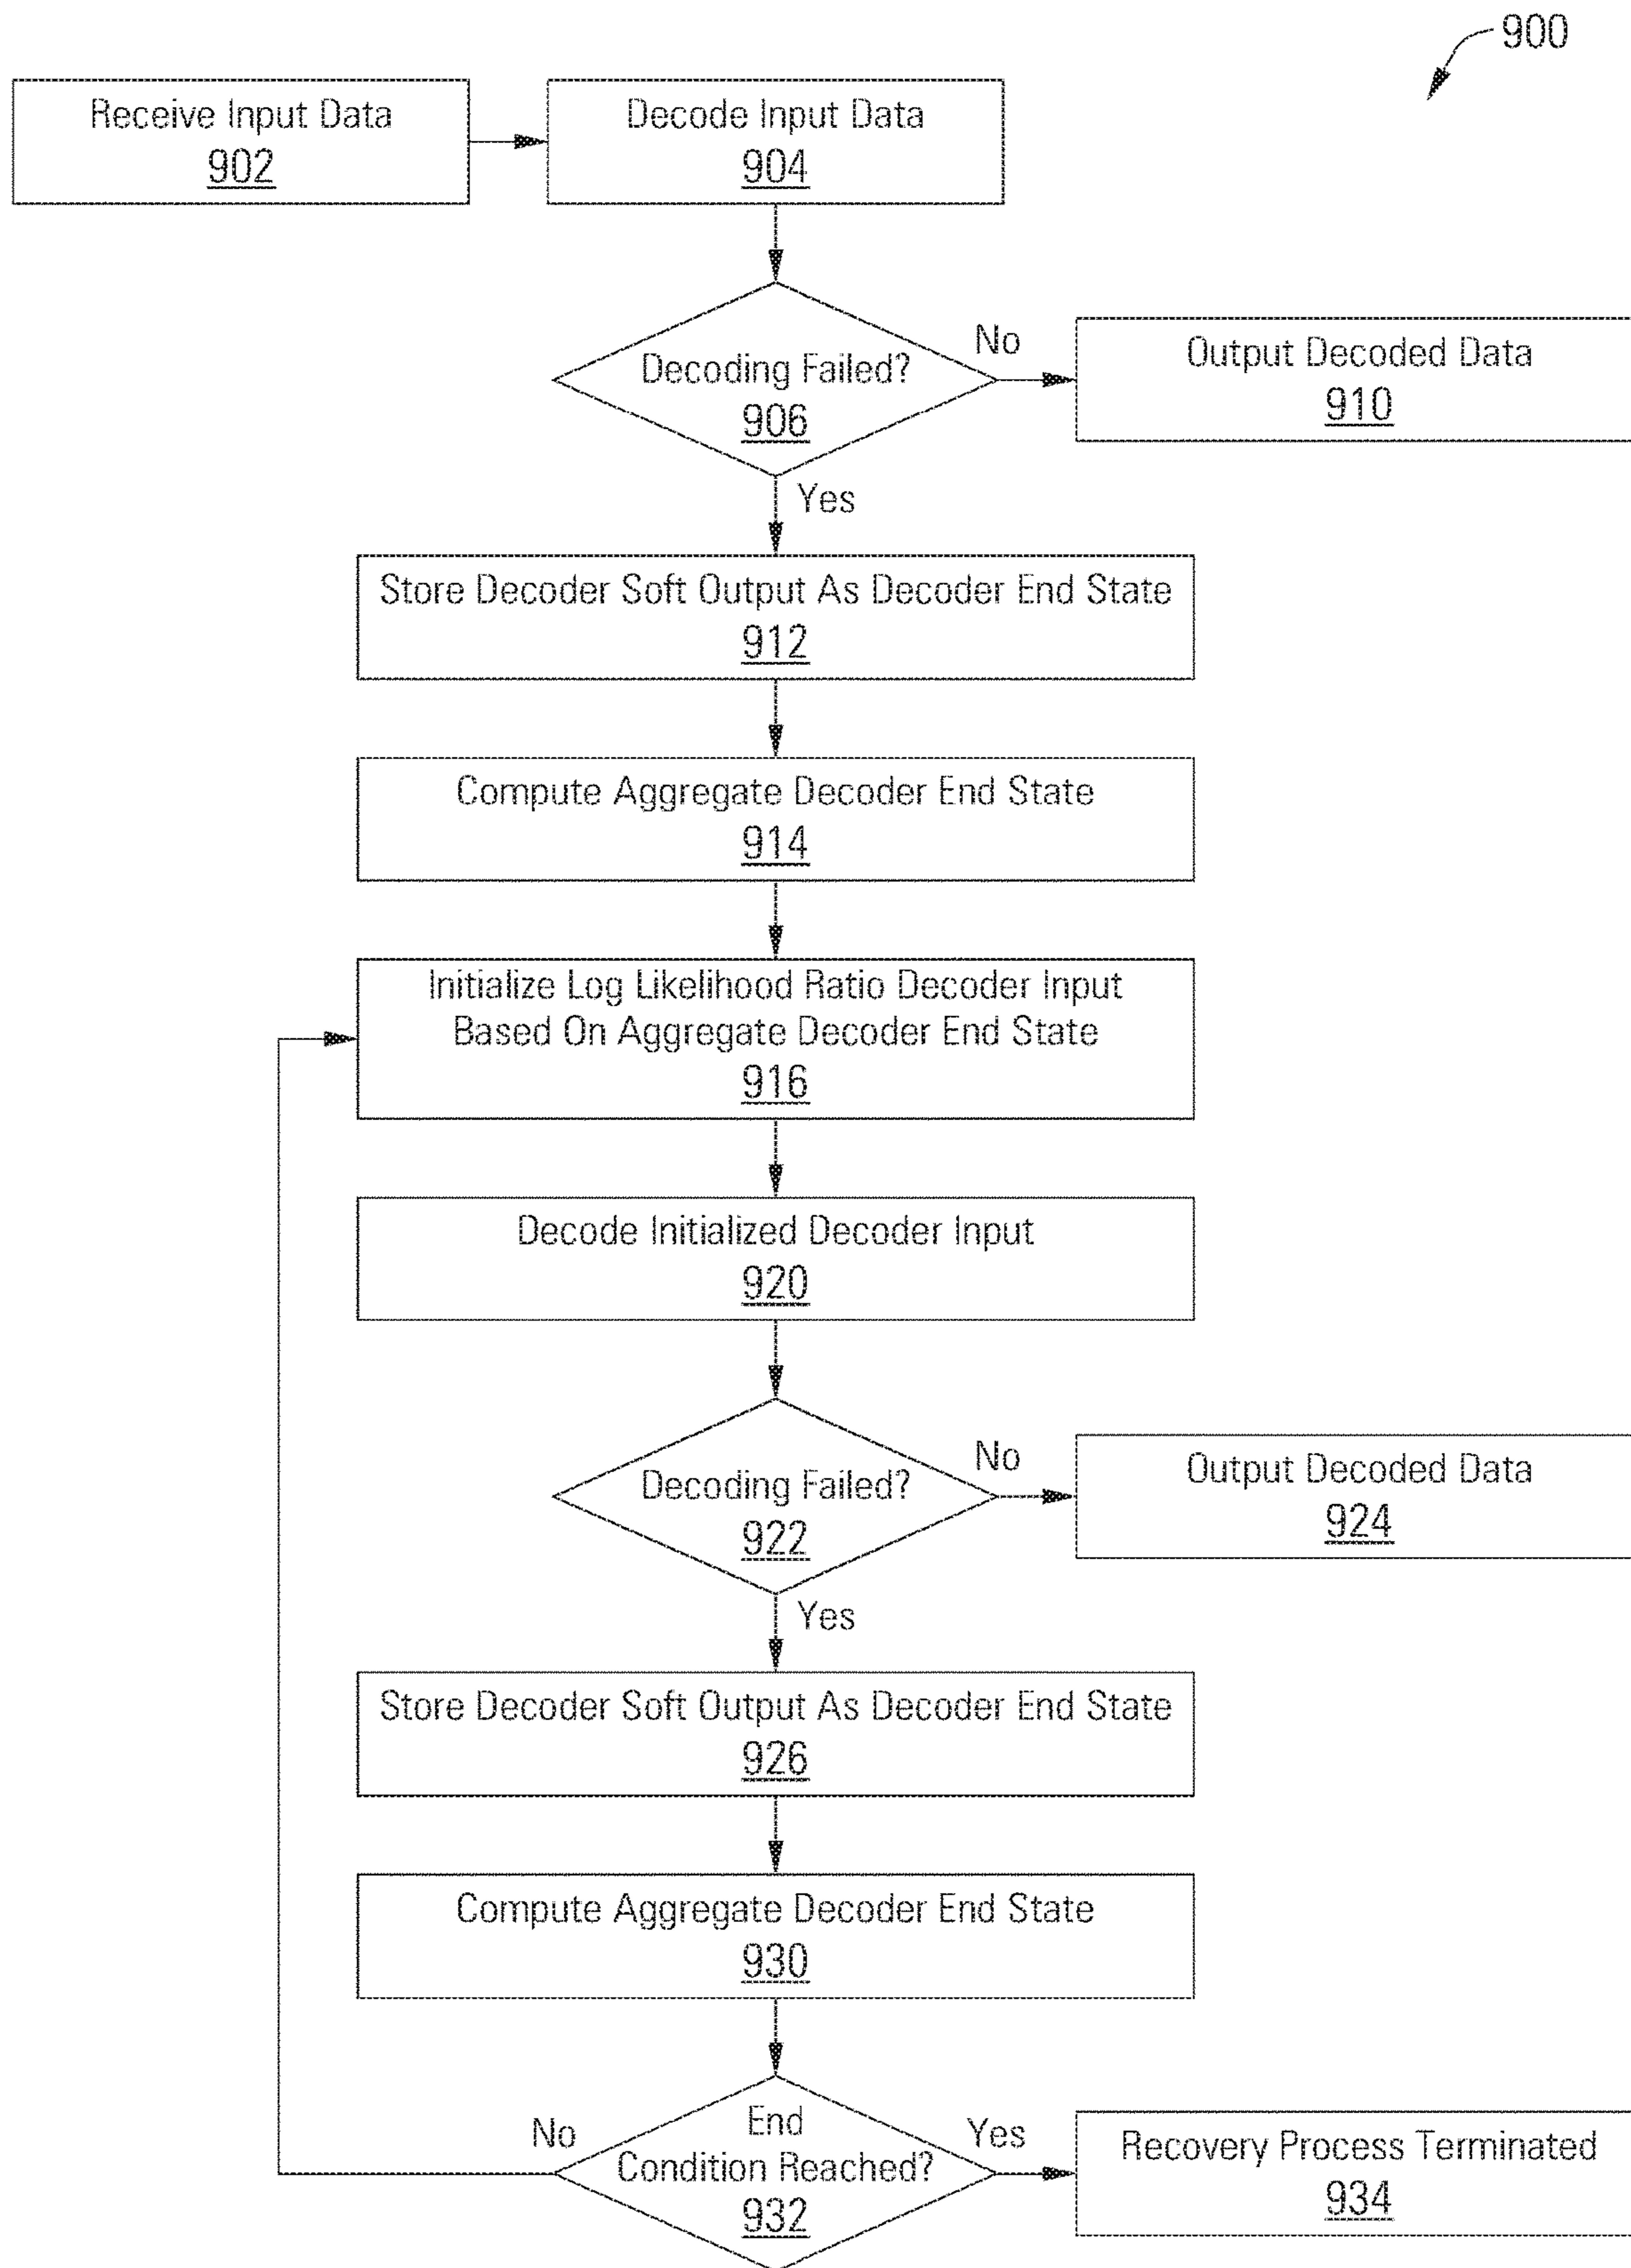 900
Receive Input Data
902
Decode Input Data
904
Decoding Failed?
906
No
Output Decoded Data
910
Yes
Store Decoder Soft Output As Decoder End State
912
Compute Aggregate Decoder End State
914
Initialize Log Likelihood Ratio Decoder Input
Based On Aggregate Decoder End State
916
Decode Initialized Decoder Input
920
Decoding Failed?
922
No
Output Decoded Data
924
Yes
Store Decoder Soft Output As Decoder End State
926
Compute Aggregate Decoder End State
930
No
End
Condition Reached?
932
Yes
Recovery Process Terminated
934